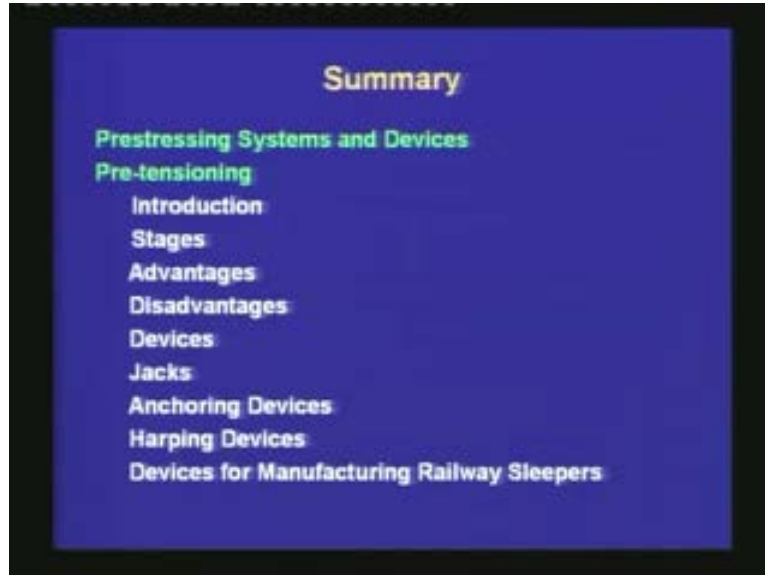 Summary
Prestressing Systems and Devices
Pre-tensioning
Introduction
Stages
Advantages
Disadvantages
Devices
Jacks
Anchoring Devices
Harping Devices
Devices for Manufacturing Railway Sleepers